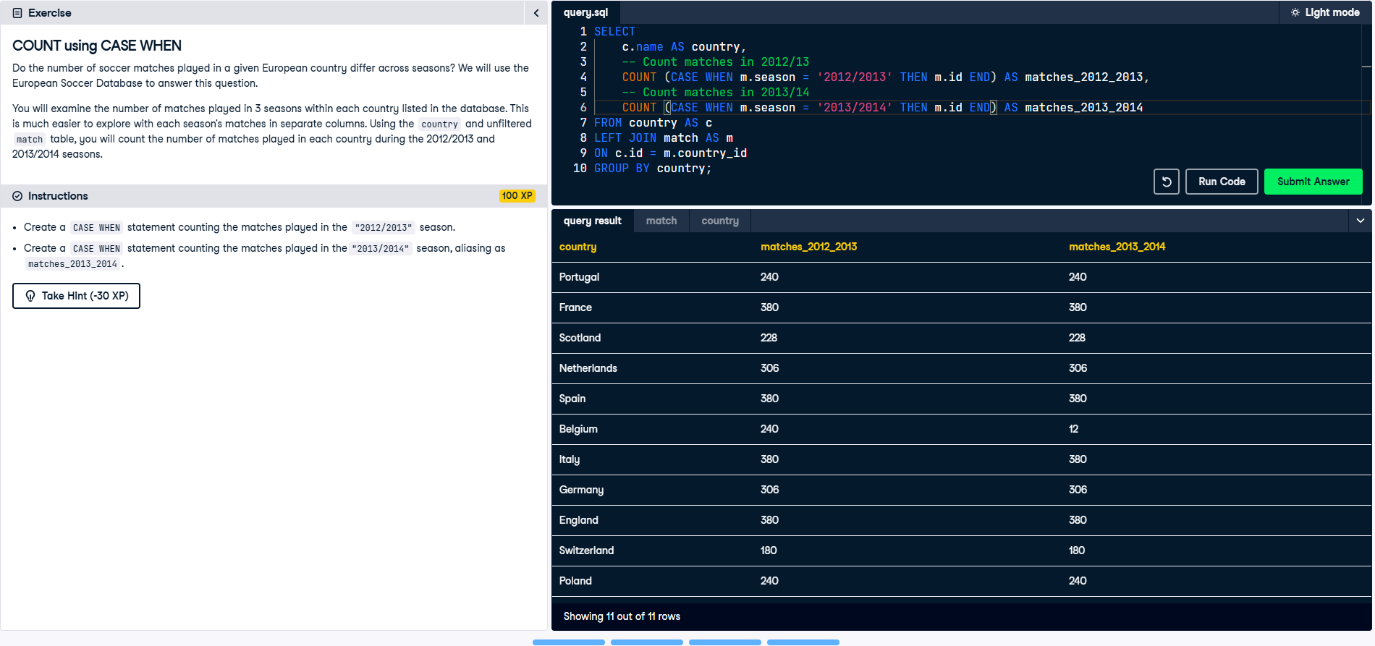 Exercise
COUNT using CASE WHEN
Do the number of soccer matches played in a given European country differ across seasons? We will use the
European Soccer Database to answer this question.
You will examine the number of matches played in 3 seasons within each country listed in the database. This
is much easier to explore with each season's matches in separate columns. Using the country and unfiltered
match table, you will count the number of matches played in each country during the 2012/2013 and
2013/2014 seasons.
Instructions
100 XP
• Create a CASE WHEN statement counting the matches played in the "2012/2013" season.
• Create a CASE WHEN statement counting the matches played in the "2013/2014" season, aliasing as
matches_2013_2014 .
Take Hint (-30 XP)
query.sql
Light mode
1 SELECT
2 c.name AS country,
3 -- Count matches in 2012/13
4 COUNT (CASE WHEN m.season = '2012/2013' THEN m.id END) AS matches_2012_2013,
5 -- Count matches in 2013/14
6 COUNT (CASE WHEN m.season = '2013/2014' THEN m.id END) AS matches_2013_2014
7 FROM country AS c
8 LEFT JOIN match AS m
9 ON c.id = m.country_id
10 GROUP BY country;
Run Code
Submit Answer
query result match country
country matches_2012_2013 matches_2013_2014
Portugal 240 240
France 380 380
Scotland 228 228
Netherlands 306 306
Spain 380 380
Belgium 240 12
Italy 380 380
Germany 306 306
England 380 380
Switzerland 180 180
Poland 240 240
Showing 11 out of 11 rows